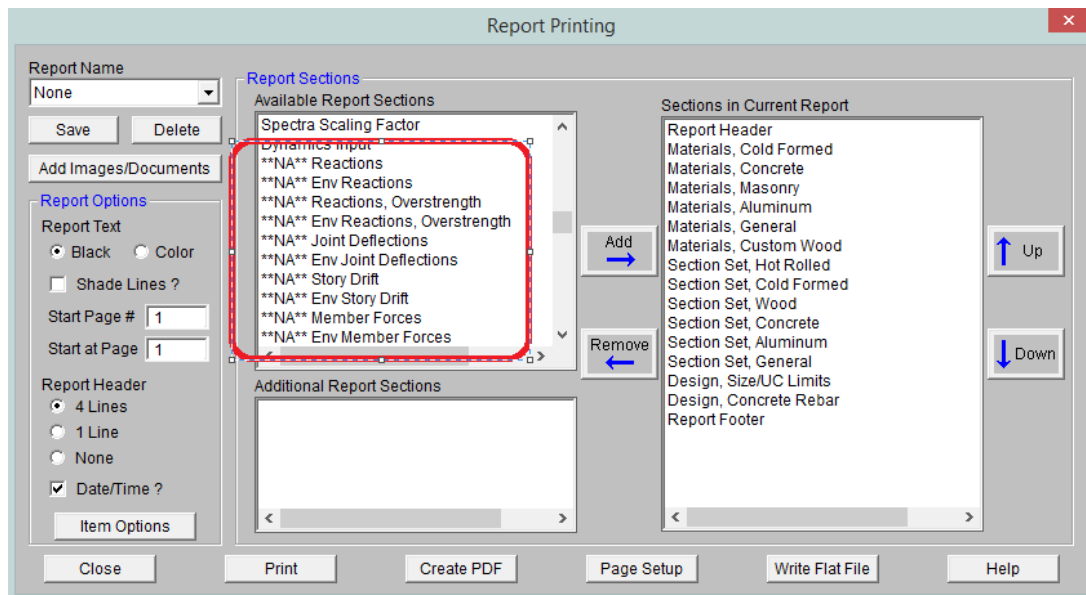 Report Printing
Report Name
None
Save
Delete
Add Images/Documents
Report Options
Report Text
Black
Color
Shade Lines ?
Start Page # 1
Start at Page 1
Report Header
4 Lines
1 Line
None
Date/Time ?
Item Options
Report Sections
Available Report Sections
Spectra Scaling Factor
Dynamics Input
**NA** Reactions
**NA** Env Reactions
**NA** Reactions, Overstrength
**NA** Env Reactions, Overstrength
**NA** Joint Deflections
**NA** Env Joint Deflections
**NA** Story Drift
**NA** Env Story Drift
**NA** Member Forces
**NA** Env Member Forces
Additional Report Sections
Add
Remove
Sections in Current Report
Report Header
Materials, Cold Formed
Materials, Concrete
Materials, Masonry
Materials, Aluminum
Materials, General
Materials, Custom Wood
Section Set, Hot Rolled
Section Set, Cold Formed
Section Set, Wood
Section Set, Concrete
Section Set, Aluminum
Section Set, General
Design, Size/UC Limits
Design, Concrete Rebar
Report Footer
Up
Down
Close
Print
Create PDF
Page Setup
Write Flat File
Help